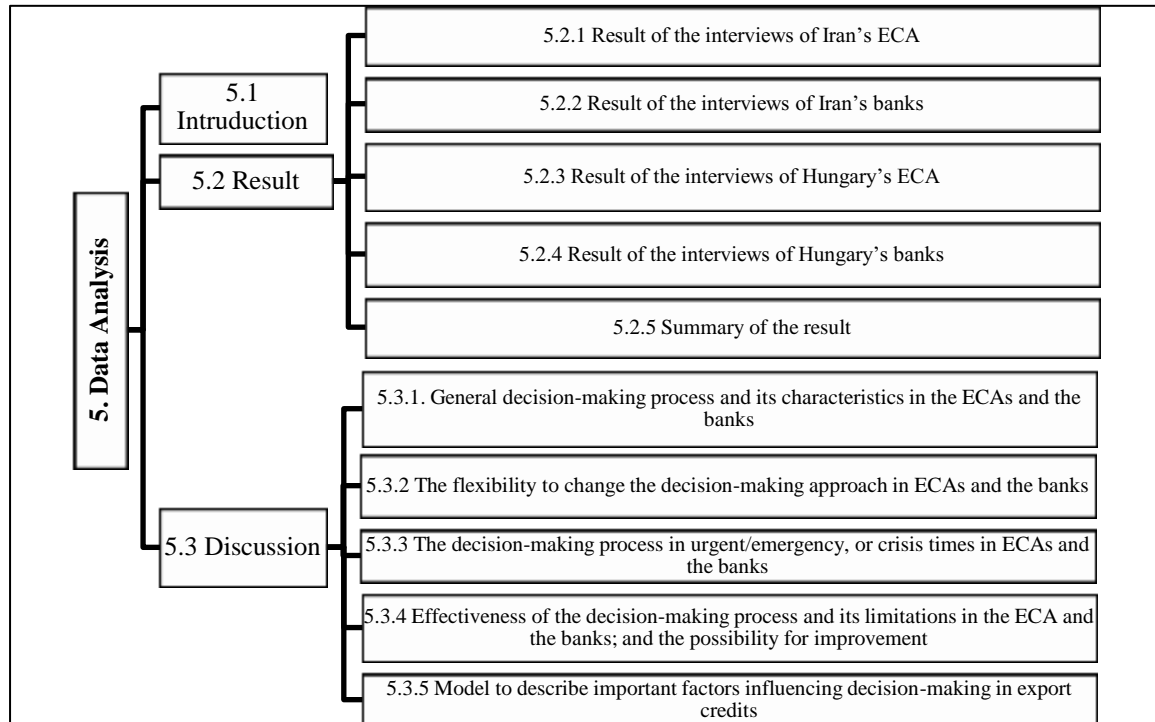 5. Data Analysis
5.1
Intruduction
5.2 Result
5.2.1 Result of the interviews of Iran’s ECA
5.2.2 Result of the interviews of Iran’s banks
5.2.3 Result of the interviews of Hungary’s ECA
5.2.4 Result of the interviews of Hungary’s banks
5.2.5 Summary of the result
5.3 Discussion
5.3.1. General decision-making process and its characteristics in the ECAs and the
banks
5.3.2 The flexibility to change the decision-making approach in ECAs and the banks
5.3.3 The decision-making process in urgent/emergency, or crisis times in ECAs and
the banks
5.3.4 Effectiveness of the decision-making process and its limitations in the ECA and
the banks; and the possibility for improvement
5.3.5 Model to describe important factors influencing decision-making in export
credits